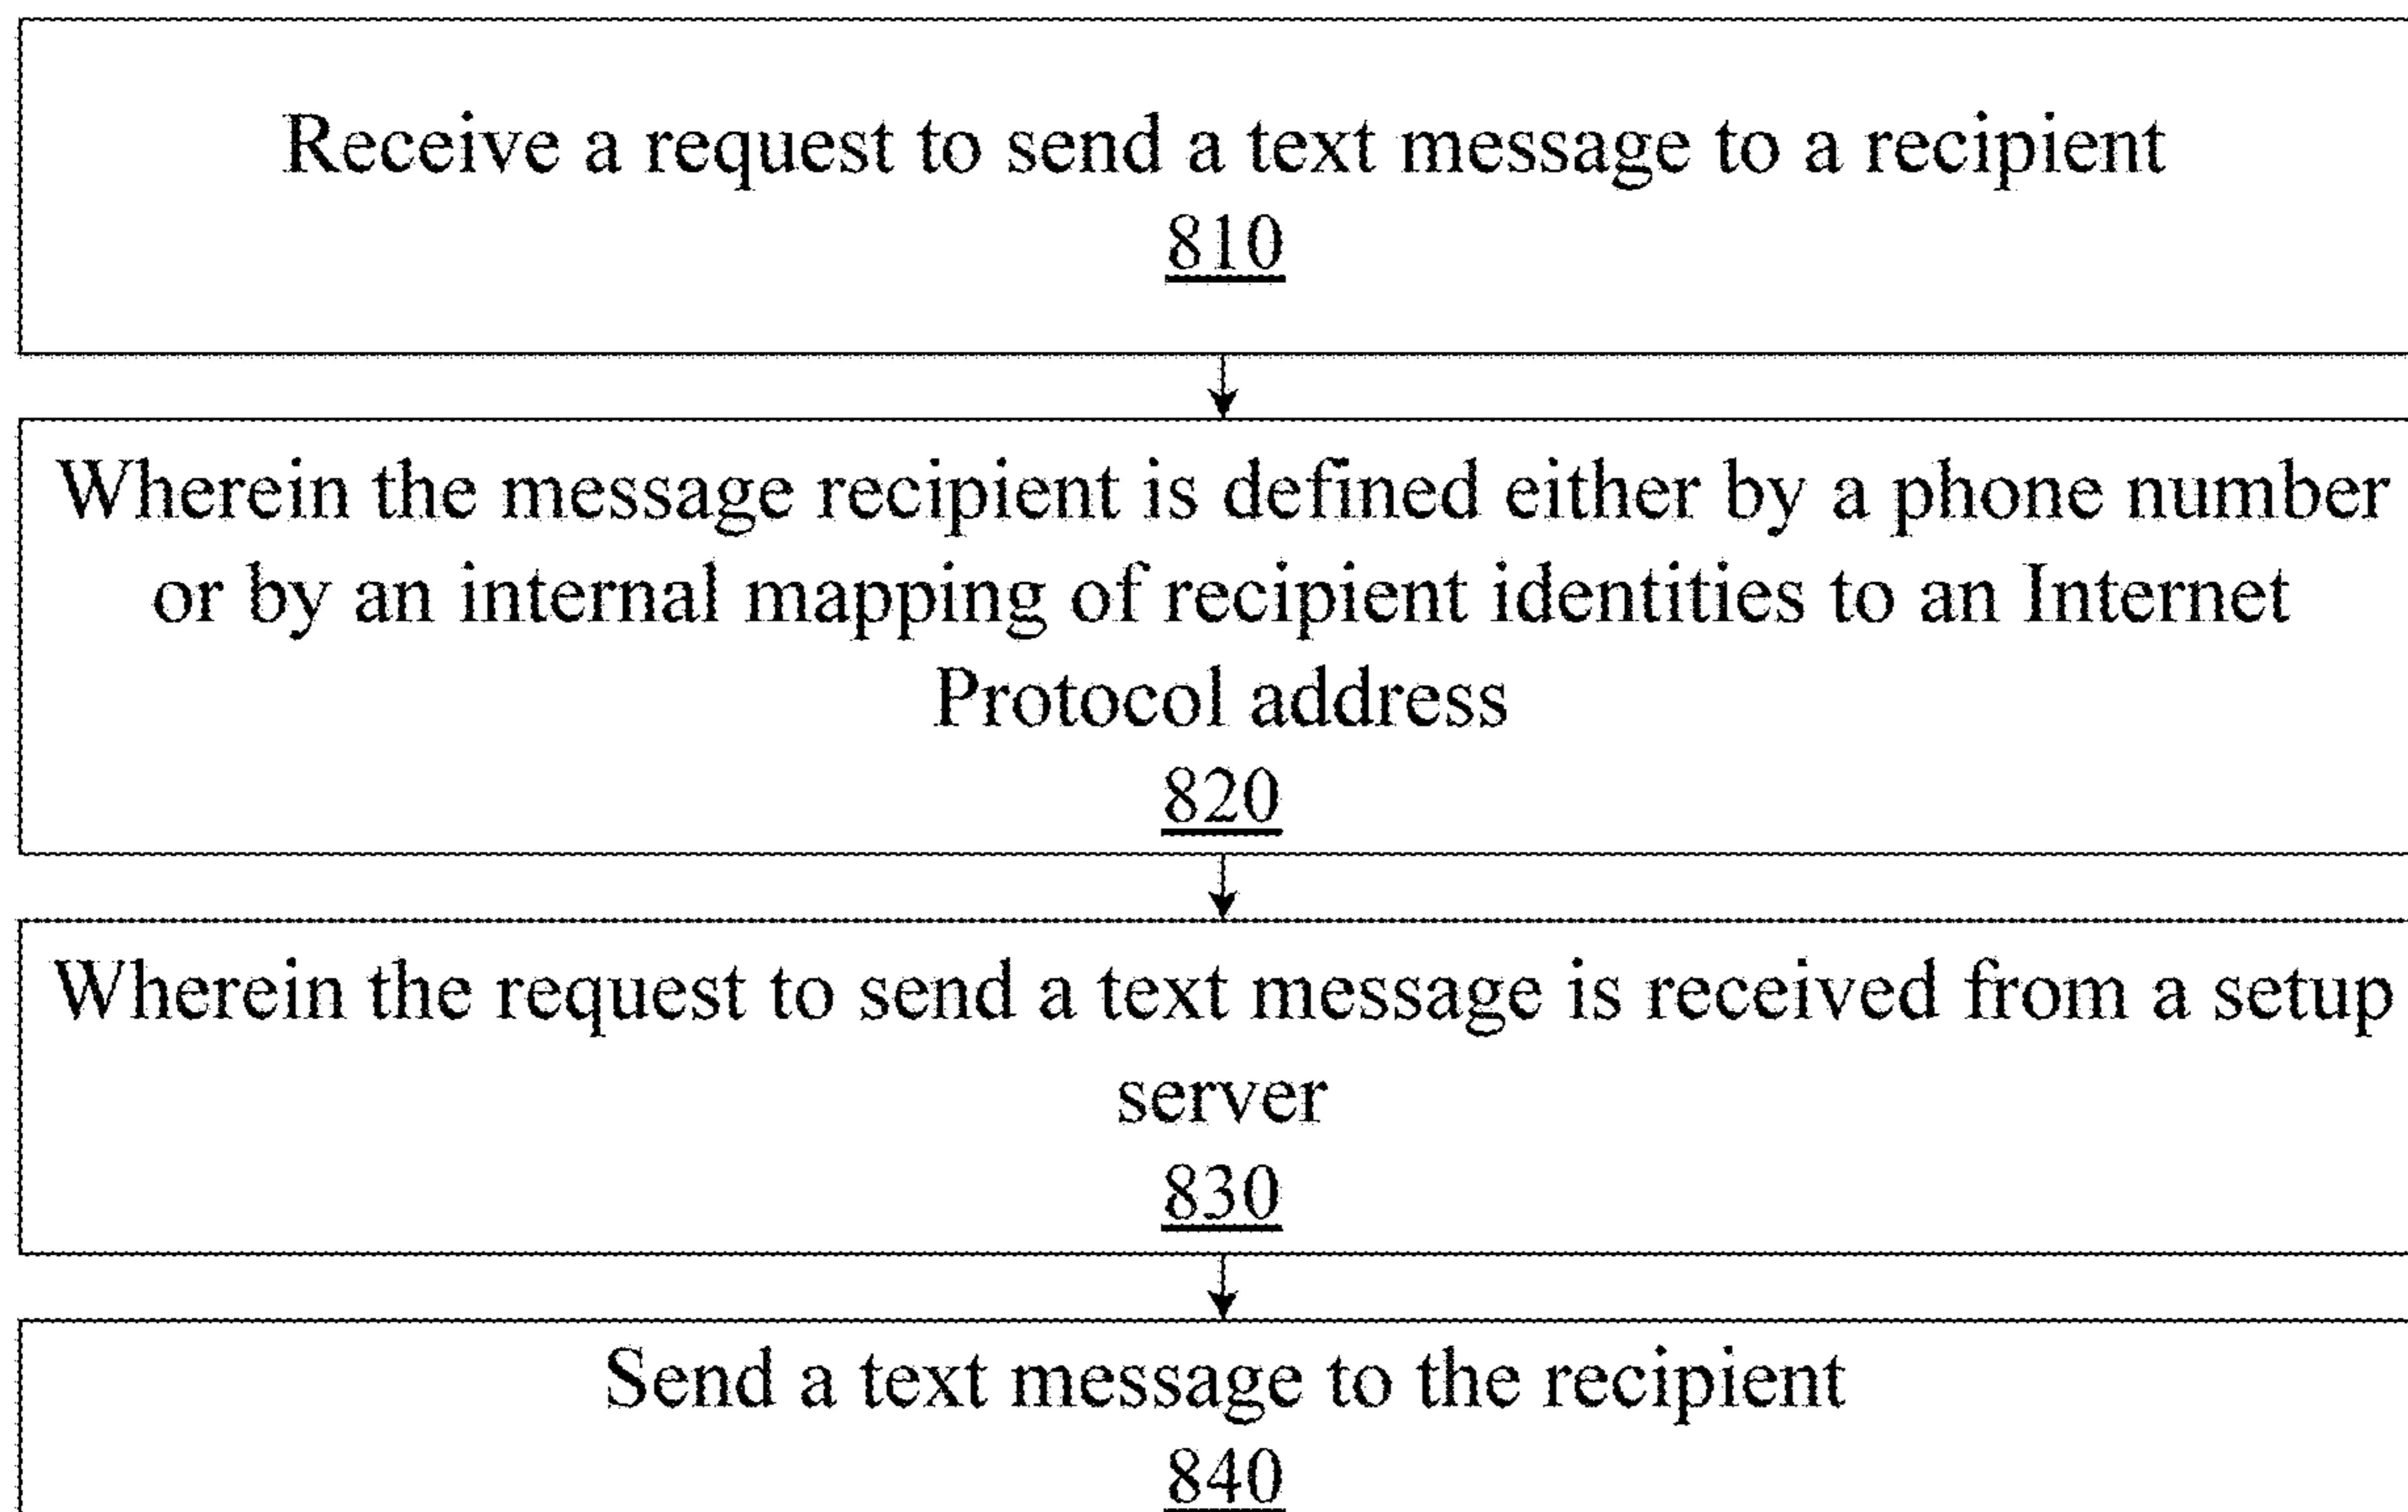 Receive a request to send a text message to a recipient
810
Wherein the message recipient is defined either by a phone number
or by an internal mapping of recipient identities to an Internet
Protocol address
820
Wherein the request to send a text message is received from a setup
server
830
Send a text message to the recipient
840